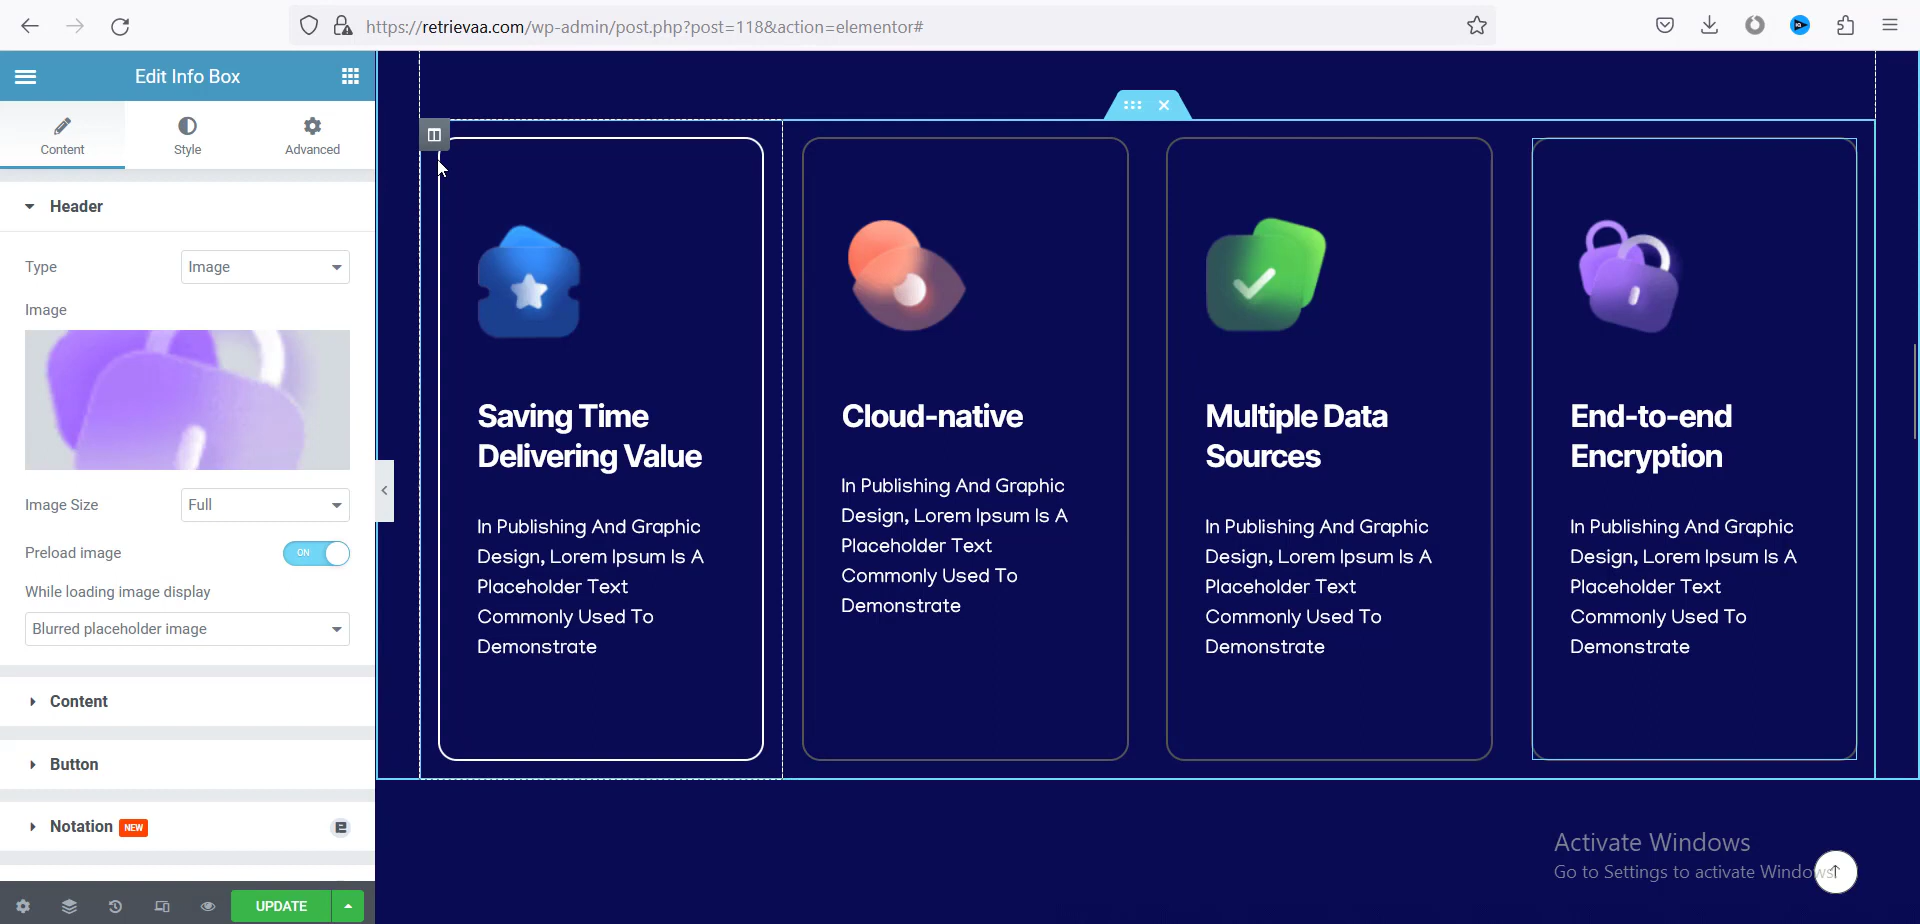 https://retrievaa.com/wp-admin/post.php?post=118&action=elementor#
Edit Info Box
Content
Style
Advanced
Header
Type
Image
Image
Image Size
Full
Preload image
ON
While loading image display
Blurred placeholder image
Content
Button
Notation NEW
UPDATE
Saving Time
Delivering Value
In Publishing And Graphic
Design, Lorem Ipsum Is A
Placeholder Text
Commonly Used To
Demonstrate
Cloud-native
In Publishing And Graphic
Design, Lorem Ipsum Is A
Placeholder Text
Commonly Used To
Demonstrate
Multiple Data
Sources
In Publishing And Graphic
Design, Lorem Ipsum Is A
Placeholder Text
Commonly Used To
Demonstrate
End-to-end
Encryption
In Publishing And Graphic
Design, Lorem Ipsum Is A
Placeholder Text
Commonly Used To
Demonstrate
Activate Windows
Go to Settings to activate Windows.